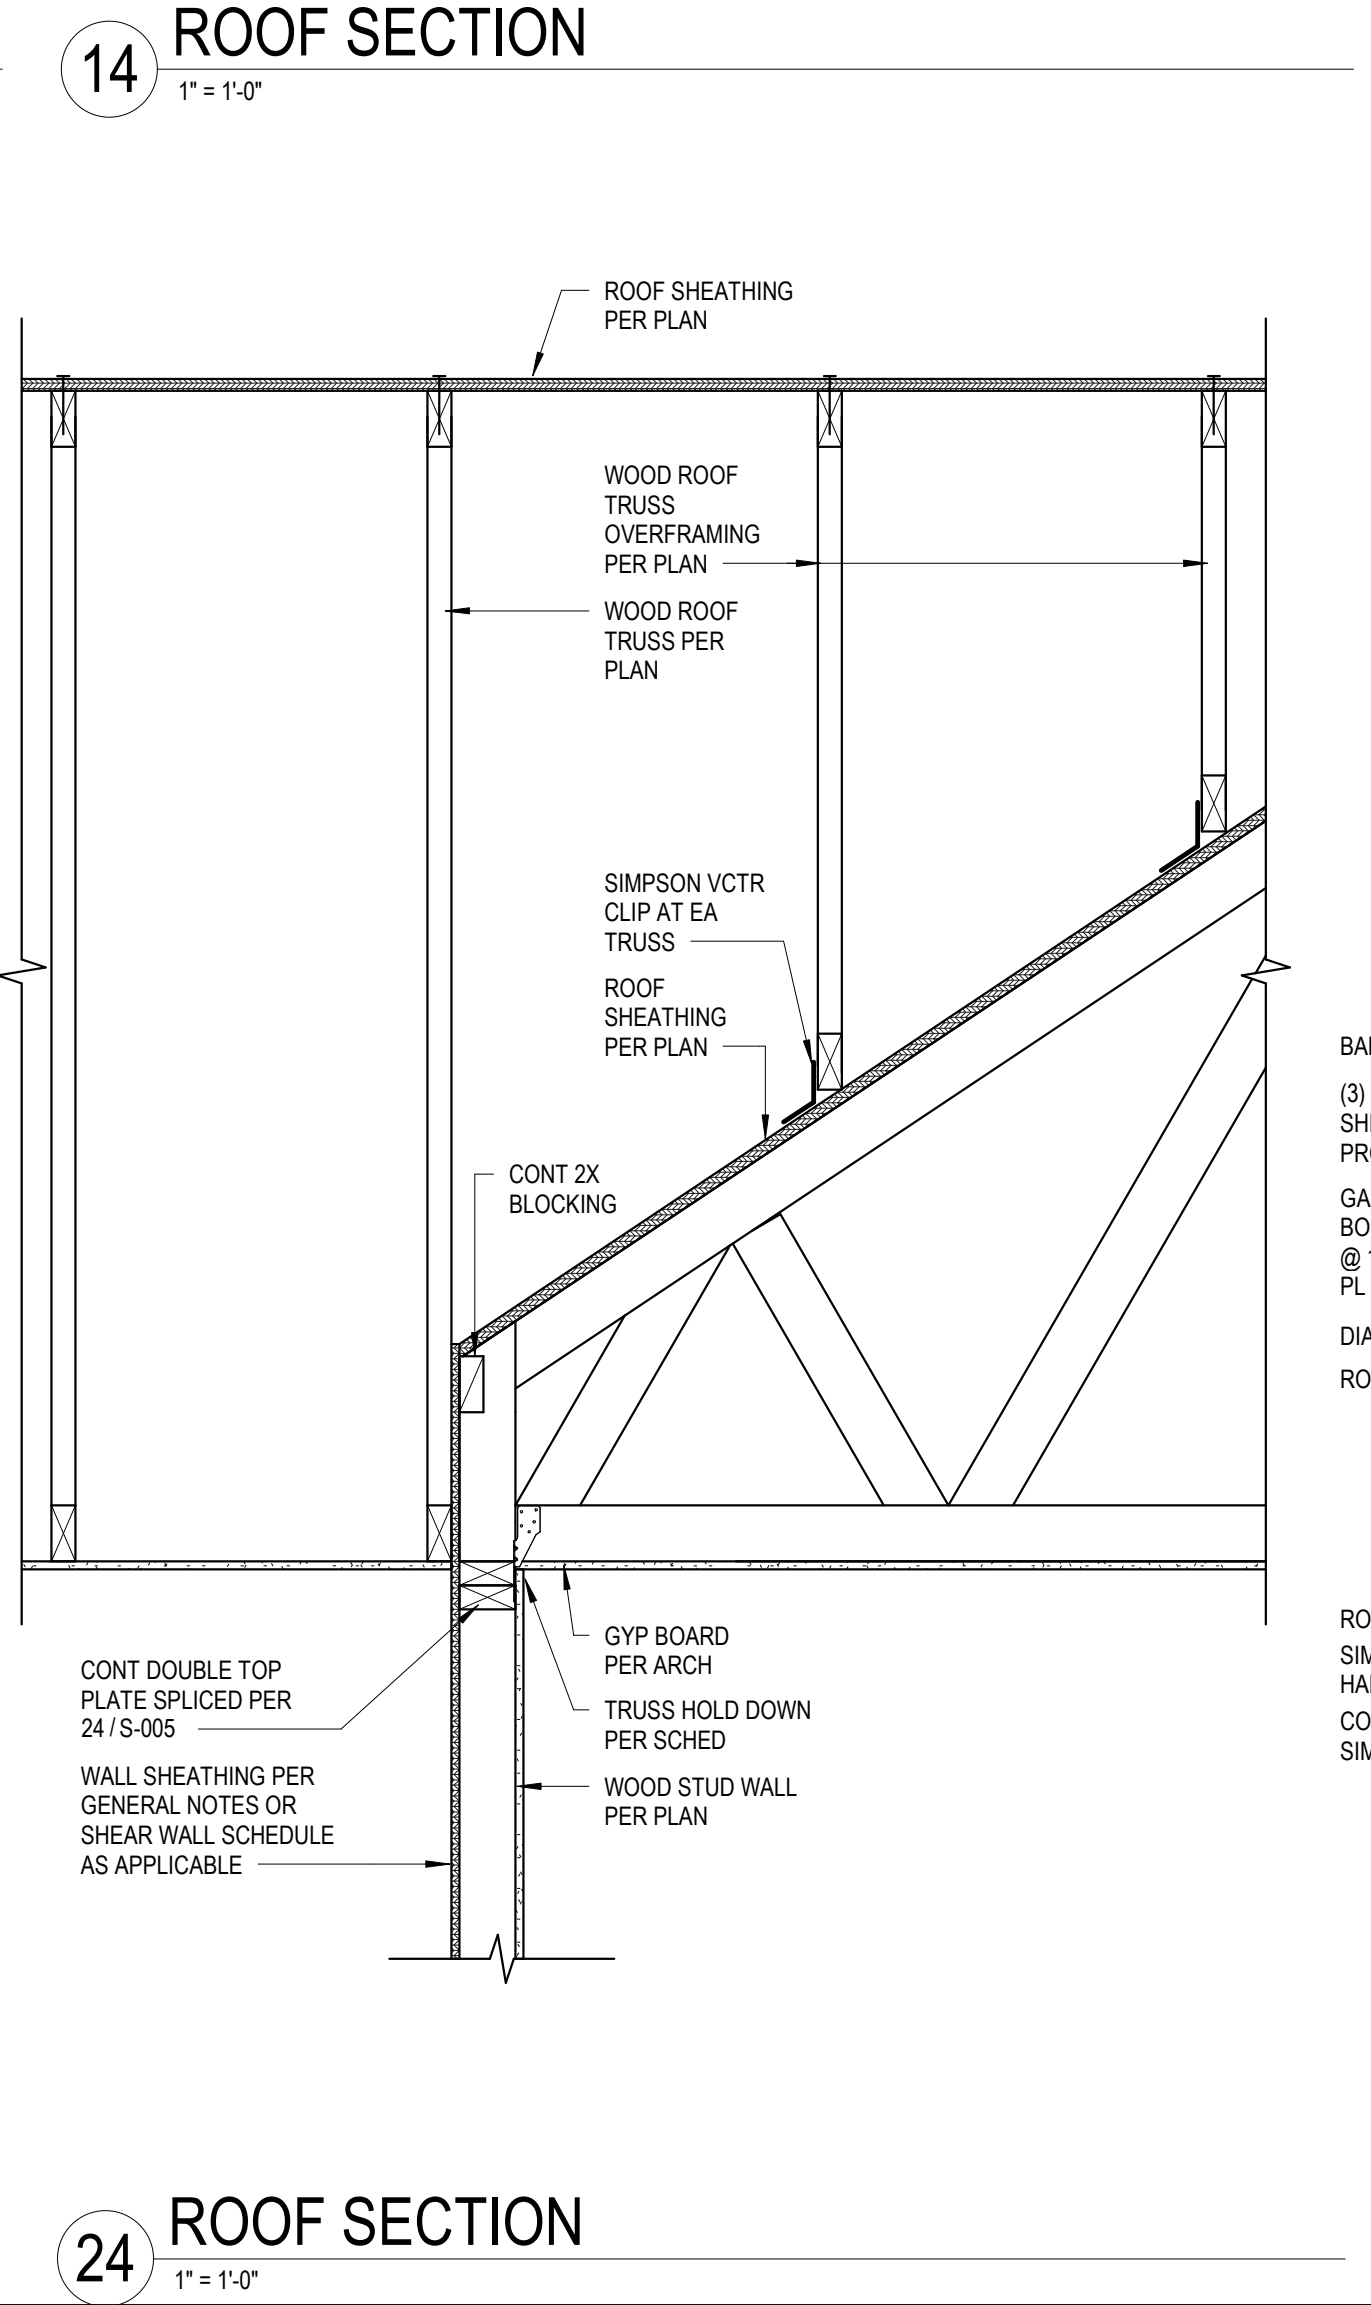 14
ROOF SECTION
1" = 1'-0"
ROOF SHEATHING
PER PLAN
WOOD ROOF
TRUSS
OVERFRAMING
PER PLAN
WOOD ROOF
TRUSS PER
PLAN
SIMPSON VCTR
CLIP AT EA
TRUSS
ROOF
SHEATHING
PER PLAN
CONT 2X
BLOCKING
GYP BOARD
PER ARCH
TRUSS HOLD DOWN
PER SCHED
WOOD STUD WALL
PER PLAN
CONT DOUBLE TOP
PLATE SPLICED PER
24 / S-005
WALL SHEATHING PER
GENERAL NOTES OR
SHEAR WALL SCHEDULE
AS APPLICABLE
(3)
@
PL
24
ROOF SECTION
1" = 1'-0"